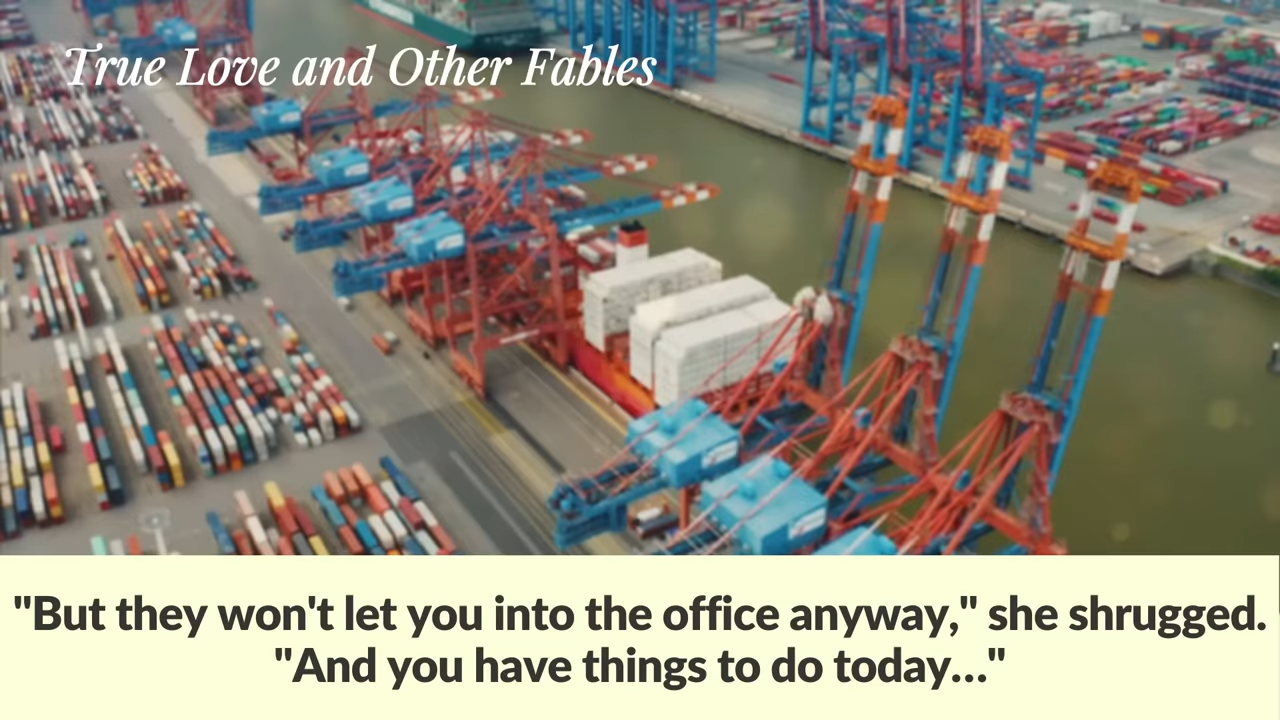 True Love and Other Fables
"But they won't let you into the office anyway," she shrugged.
"And you have things to do today..."